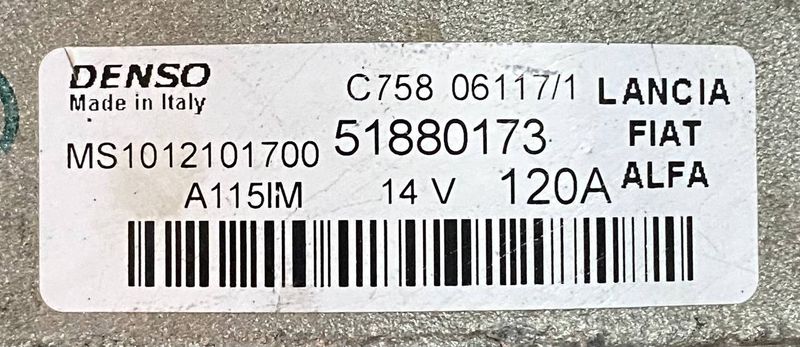 DENSO
Made in Italy
C758 06117/1
LANCIA
FIAT
ALFA
MS1012101700
51880173
A115IM
14 V
120A